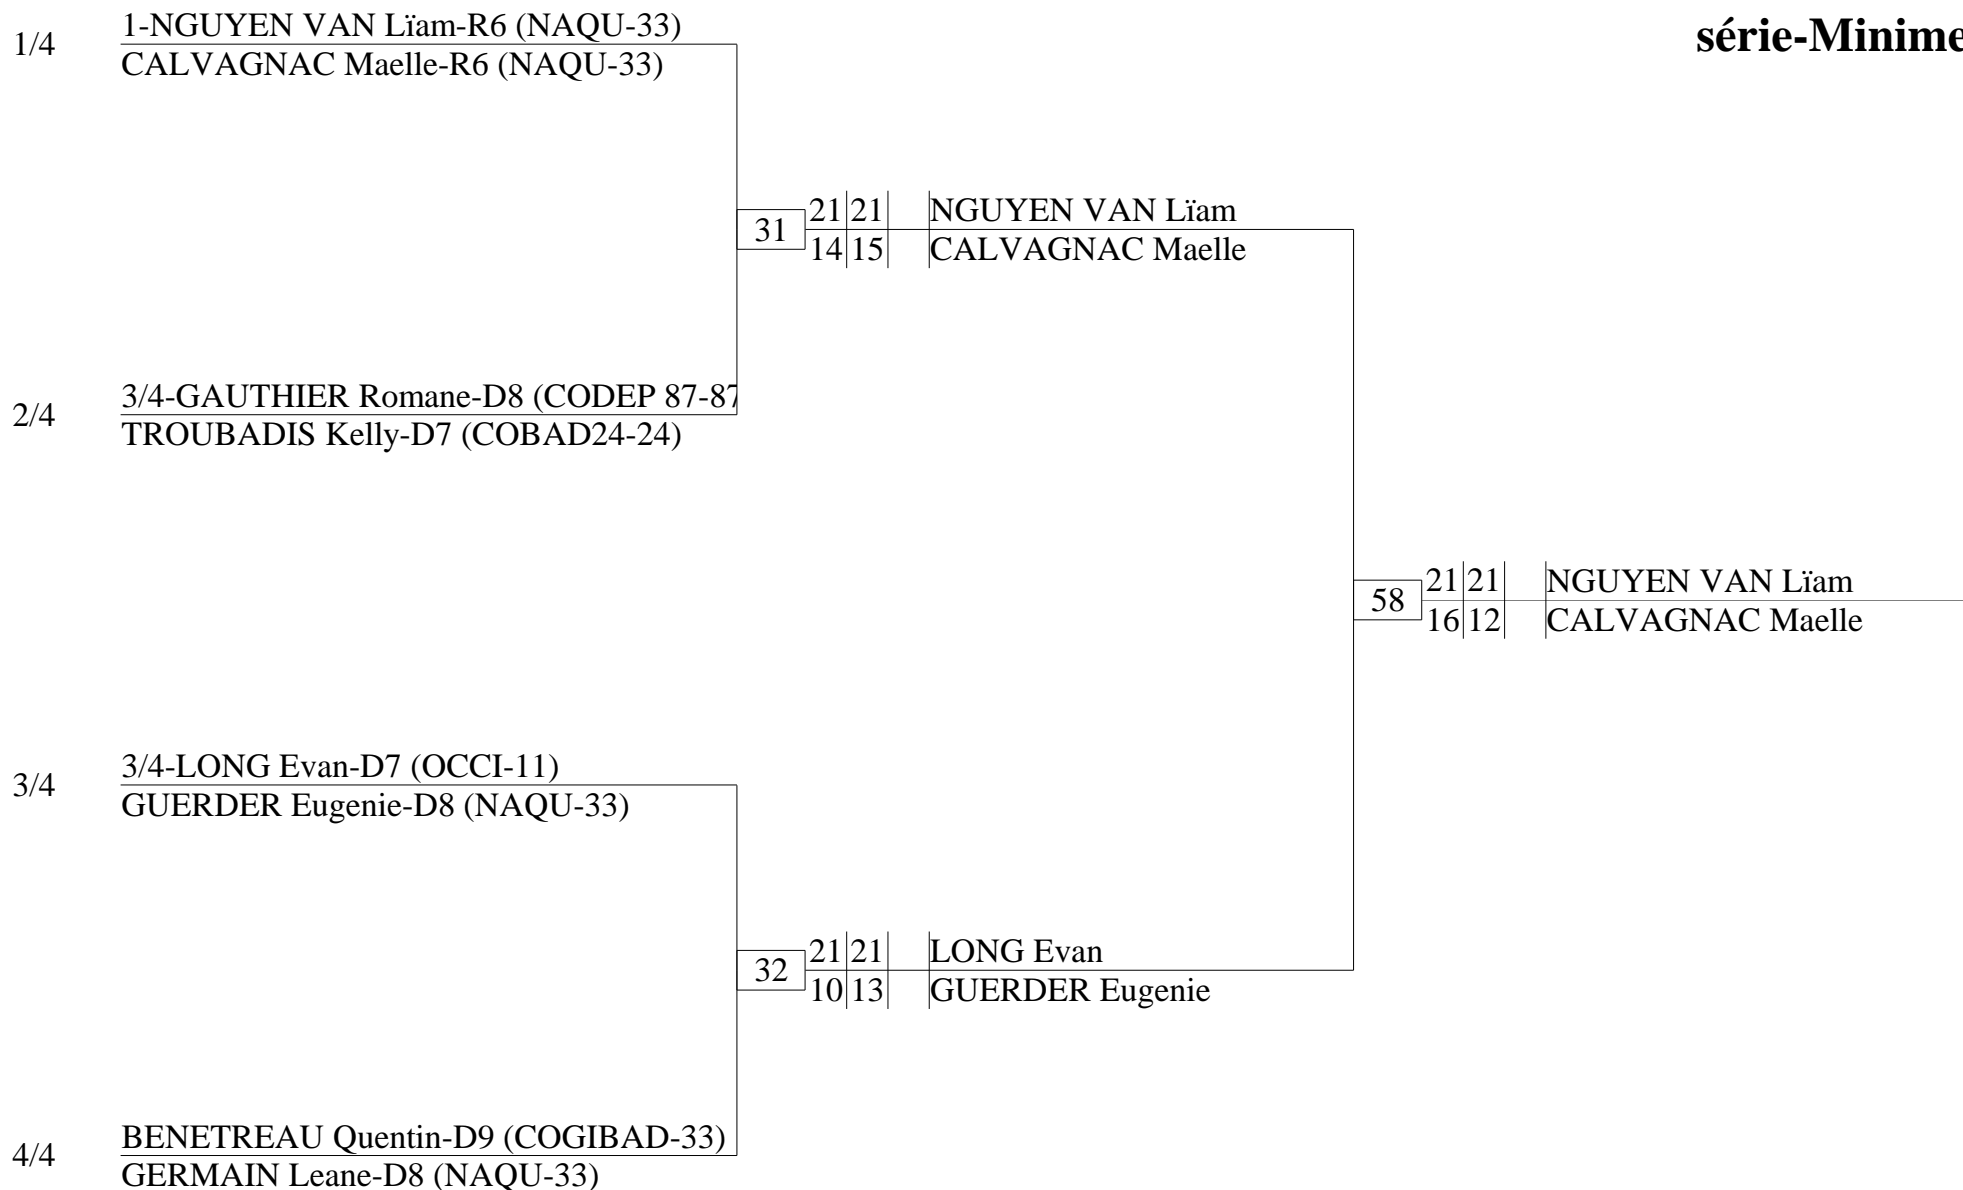 série-Minime
1/4
1-NGUYEN VAN Lïam-R6 (NAQU-33)
CALVAGNAC Maelle-R6 (NAQU-33)
31
21 21
14 15
NGUYEN VAN Lïam
CALVAGNAC Maelle
2/4
3/4-GAUTHIER Romane-D8 (CODEP 87-87
TROUBADIS Kelly-D7 (COBAD24-24)
58
21 21
16 12
NGUYEN VAN Lïam
CALVAGNAC Maelle
3/4
3/4-LONG Evan-D7 (OCCI-11)
GUERDER Eugenie-D8 (NAQU-33)
32
21 21
10 13
LONG Evan
GUERDER Eugenie
4/4
BENETREAU Quentin-D9 (COGIBAD-33)
GERMAIN Leane-D8 (NAQU-33)